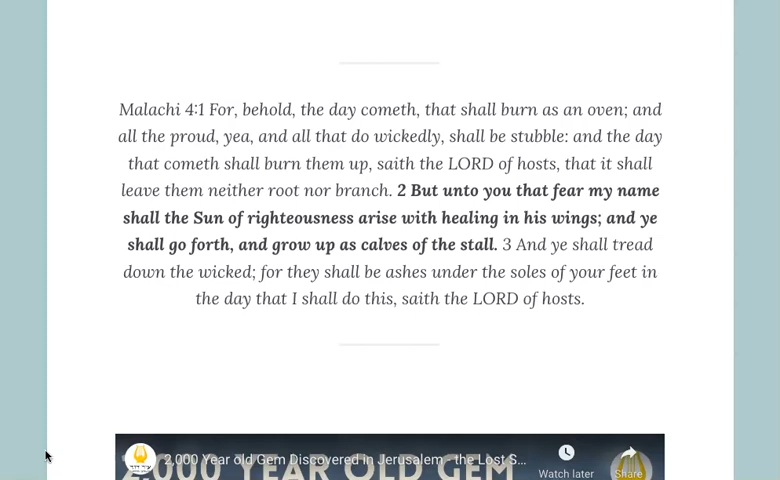 Malachi 4:1 For, behold, the day cometh, that shall burn as an oven; and
all the proud, yea, and all that do wickedly, shall be stubble: and the day
that cometh shall burn them up, saith the LORD of hosts, that it shall
leave them neither root nor branch. 2 But unto you that fear my name
shall the Sun of righteousness arise with healing in his wings; and ye
shall go forth, and grow up as calves of the stall. 3 And ye shall tread
down the wicked; for they shall be ashes under the soles of your feet in
the day that I shall do this, saith the LORD of hosts.
2,000 Year old Gem Discovered in Jerusalem - the Lost S...
2,000 YEAR OLD GEM
Watch later
Share